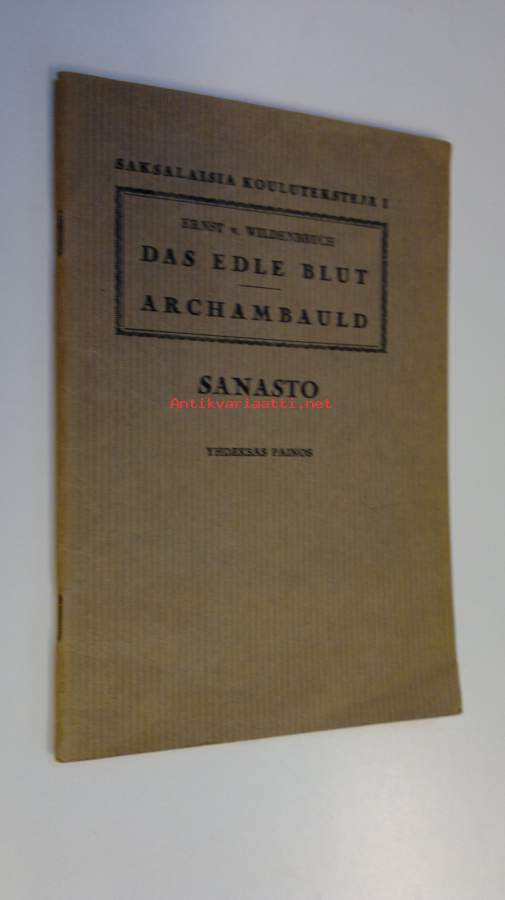 SAKSALAISIA KOULUTEKSTEJÄ I
ERNST v. WILDENBRUCH
DAS EDLE BLUT
ARCHAMBAULD
SANASTO
Antikvariaatti.net
YHDEKSÄS PAINOS